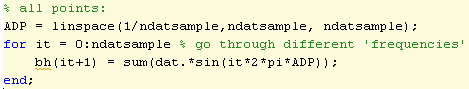 % all points:
ADP = linspace(1/ndatsample,ndatsample, ndatsample);
for it = 0:ndatsample % go through different 'frequencies'
    bh(it+1) = sum(dat.*sin(it*2*pi*ADP));
end;